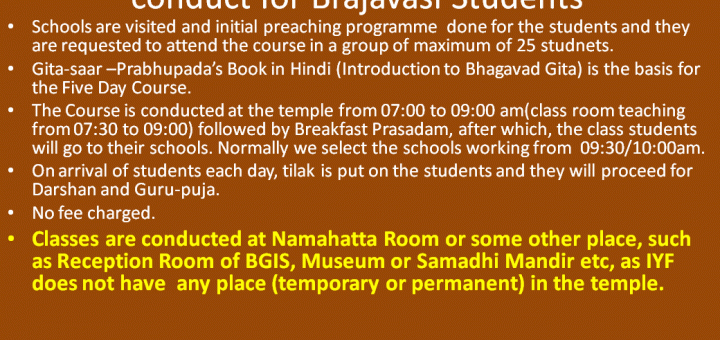 conduct for Brajavasi Students
• Schools are visited and initial preaching programme done for the students and they
are requested to attend the course in a group of maximum of 25 studnets.
• Gita-saar –Prabhupada’s Book in Hindi (Introduction to Bhagavad Gita) is the basis for
the Five Day Course.
• The Course is conducted at the temple from 07:00 to 09:00 am(class room teaching
from 07:30 to 09:00) followed by Breakfast Prasadam, after which, the class students
will go to their schools. Normally we select the schools working from 09:30/10:00am.
• On arrival of students each day, tilak is put on the students and they will proceed for
Darshan and Guru-puja.
• No fee charged.
• Classes are conducted at Namahatta Room or some other place, such
as Reception Room of BGIS, Museum or Samadhi Mandir etc, as IYF
does not have any place (temporary or permanent) in the temple.